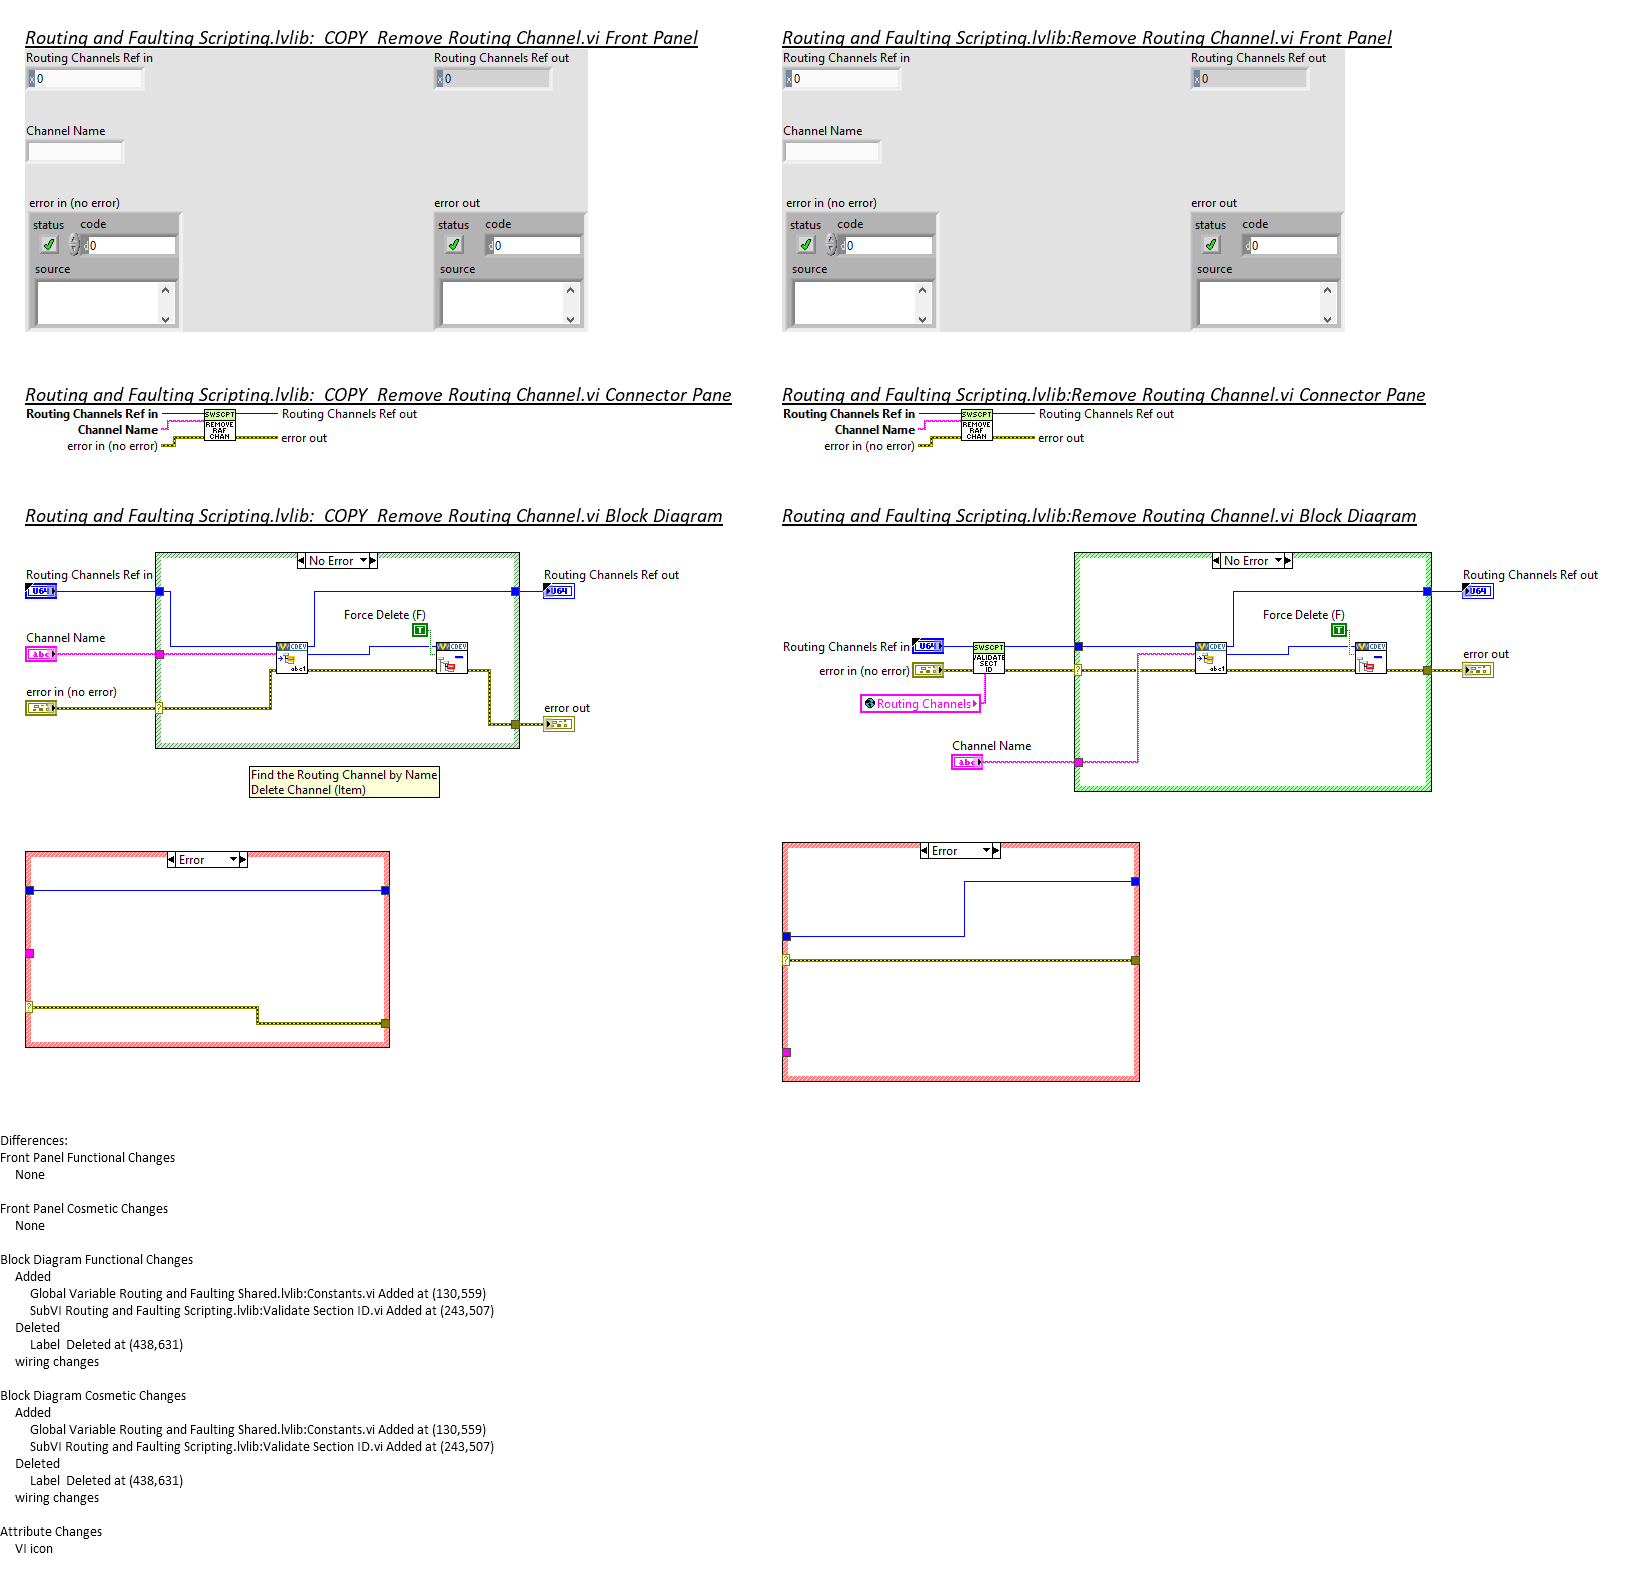 Routing and Faulting Scripting.lvlib:_COPY_Remove Routing Channel.vi Front Panel
Routing Channels Ref in
Routing Channels Ref out
x 0
x 0
Channel Name
error in (no error)
error out
status
code
status
code
d 0
d 0
source
source
Routing and Faulting Scripting.lvlib:Remove Routing Channel.vi Front Panel
Routing Channels Ref in
Routing Channels Ref out
x 0
x 0
Channel Name
error in (no error)
error out
status
code
status
code
d 0
d 0
source
source
Routing and Faulting Scripting.lvlib:_COPY_Remove Routing Channel.vi Connector Pane
Routing Channels Ref in
Channel Name
error in (no error)
SWSCPT
REMOVE
RAF
CHAN
Routing Channels Ref out
error out
Routing and Faulting Scripting.lvlib:Remove Routing Channel.vi Connector Pane
Routing Channels Ref in
Channel Name
error in (no error)
SWSCPT
REMOVE
RAF
CHAN
Routing Channels Ref out
error out
Routing and Faulting Scripting.lvlib:_COPY_Remove Routing Channel.vi Block Diagram
No Error
Routing Channels Ref in
U64
Routing Channels Ref out
U64
Force Delete (F)
T
Channel Name
abc
CDEV
abc1
CDEV
error in (no error)
?
error out
Find the Routing Channel by Name
Delete Channel (Item)
Error
?
Routing and Faulting Scripting.lvlib:Remove Routing Channel.vi Block Diagram
No Error
Routing Channels Ref out
U64
Force Delete (F)
T
Routing Channels Ref in
U64
SWSCPT
VALIDATE
SECT
ID
CDEV
abc1
CDEV
error out
error in (no error)
?
Routing Channels
Channel Name
abc
Error
?
Differences:
Front Panel Functional Changes
None
Front Panel Cosmetic Changes
None
Block Diagram Functional Changes
Added
Global Variable Routing and Faulting Shared.lvlib:Constants.vi Added at (130,559)
SubVI Routing and Faulting Scripting.lvlib:Validate Section ID.vi Added at (243,507)
Deleted
Label  Deleted at (438,631)
wiring changes
Block Diagram Cosmetic Changes
Added
Global Variable Routing and Faulting Shared.lvlib:Constants.vi Added at (130,559)
SubVI Routing and Faulting Scripting.lvlib:Validate Section ID.vi Added at (243,507)
Deleted
Label  Deleted at (438,631)
wiring changes
Attribute Changes
VI icon